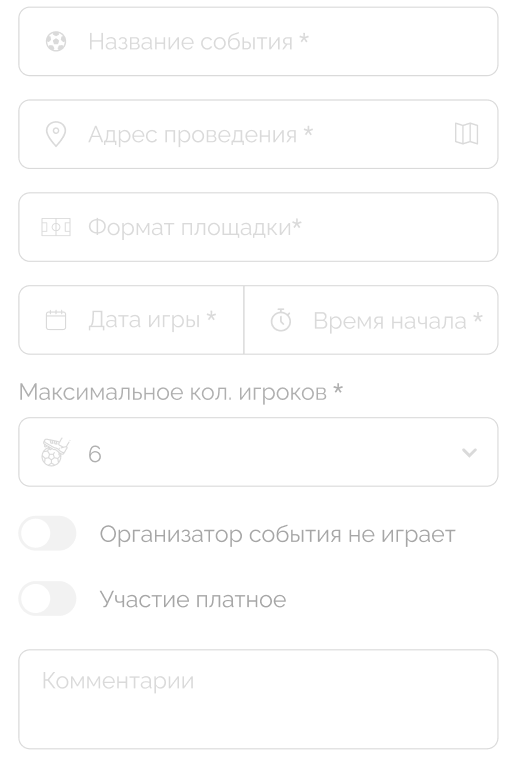 Название события *
Адрес проведения *
Формат площадки*
Дата игры * Время начала *
Максимальное кол. игроков *
6
Организатор события не играет
Участие платное
Комментарии